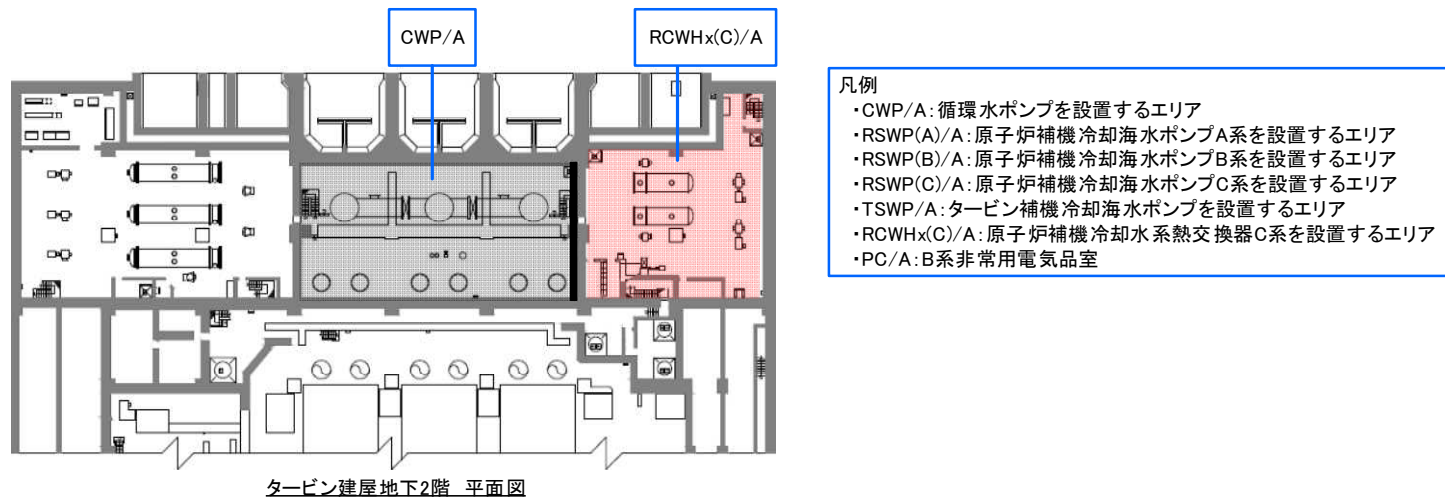 CWP/A
RCWHx(C)/A
凡例
・CWP/A:循環水ポンプを設置するエリア
・RSWP(A)/A:原子炉補機冷却海水ポンプA系を設置するエリア
・RSWP(B)/A:原子炉補機冷却海水ポンプB系を設置するエリア
・RSWP(C)/A:原子炉補機冷却海水ポンプC系を設置するエリア
・TSWP/A:タービン補機冷却海水ポンプを設置するエリア
・RCWHx(C)/A:原子炉補機冷却水系熱交換器C系を設置するエリア
・PC/A:B系非常用電気品室
タービン建屋地下2階 平面図